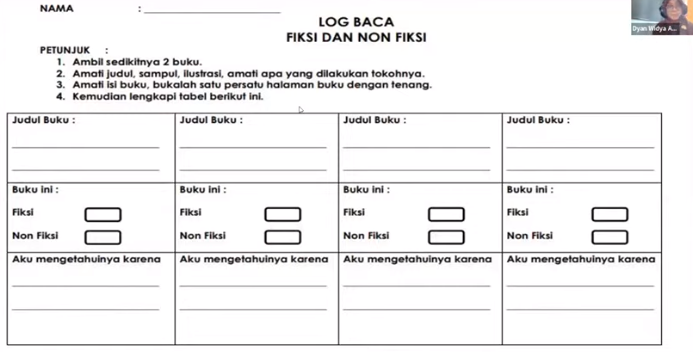 NAMA : ____________________
Dyan Widya A...
LOG BACA
FIKSI DAN NON FIKSI
PETUNJUK :
1. Ambil sedikitnya 2 buku.
2. Amati judul, sampul, ilustrasi, amati apa yang dilakukan tokohnya.
3. Amati isi buku, bukalah satu persatu halaman buku dengan tenang.
4. Kemudian lengkapi tabel berikut ini.
Judul Buku : Judul Buku : Judul Buku : Judul Buku :
Buku ini : Buku ini : Buku ini : Buku ini :
Fiksi Fiksi Fiksi Fiksi
Non Fiksi Non Fiksi Non Fiksi Non Fiksi
Aku mengetahuinya karena Aku mengetahuinya karena Aku mengetahuinya karena Aku mengetahuinya karena